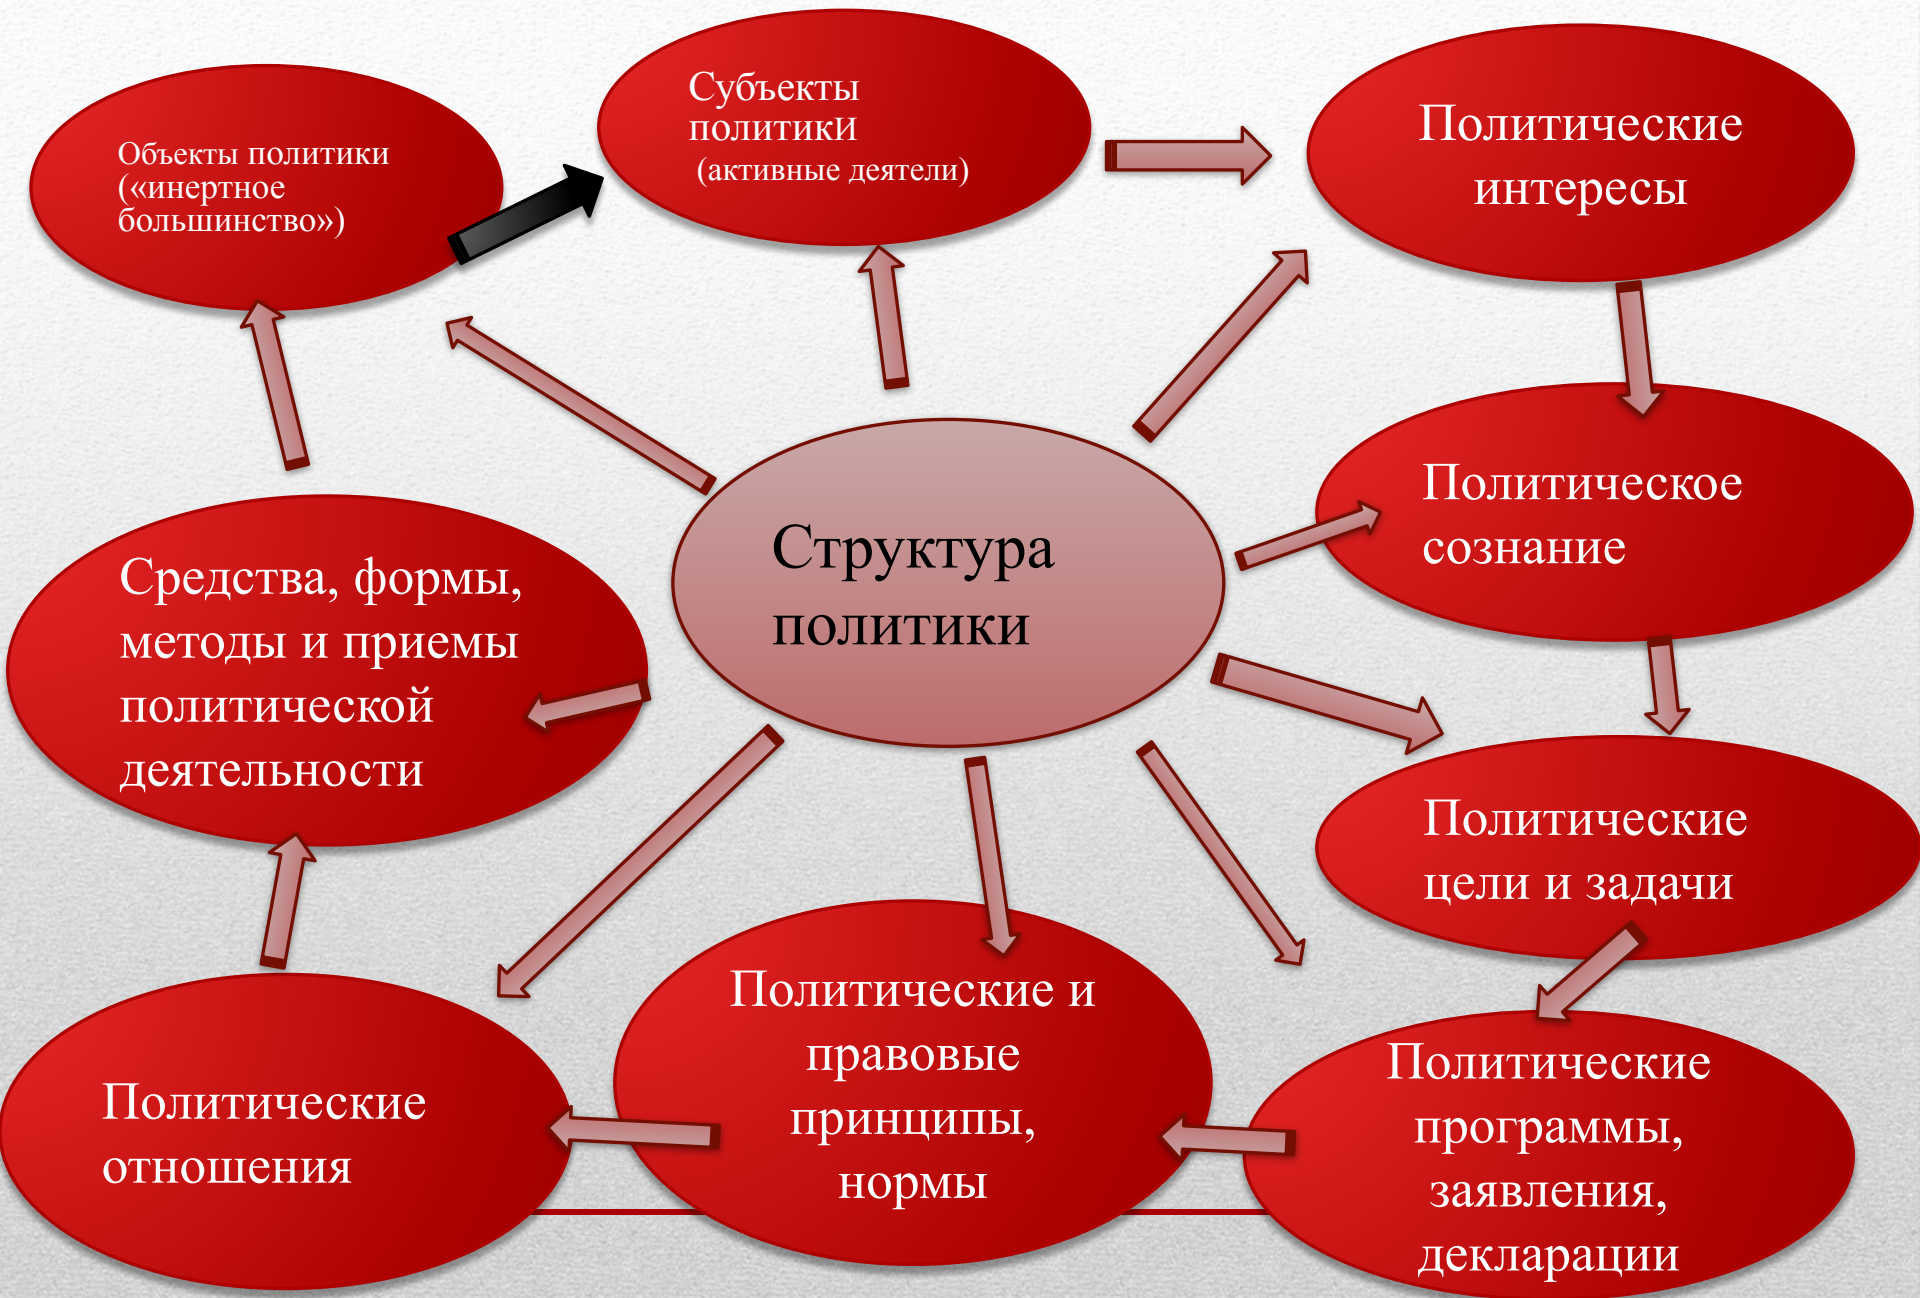 Объекты политики
(«инертное
большинство»)
Субъекты
политикИ
(активные деятели)
Политические
интересы
Политическое
сознание
Структура
политики
Средства, формы,
методы и приемы
политической
деятельности
Политические
цели и задачи
Политические
отношения
Политические и
правовые
принципы,
нормы
Политические
программы,
заявления,
декларации